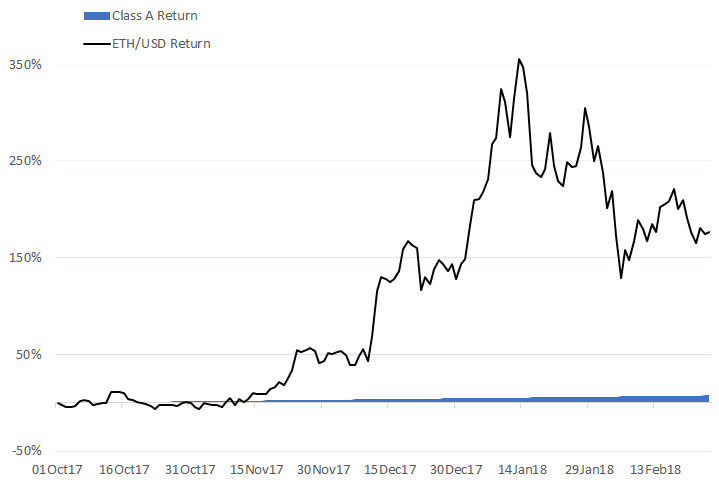 Class A Return
ETH/USD Return
350%
250%
150%
50%
-50%
01Oct17 16Oct17 31Oct17 15Nov17 30Nov17 15Dec17 30Dec17 14Jan18 29Jan18 13Feb18